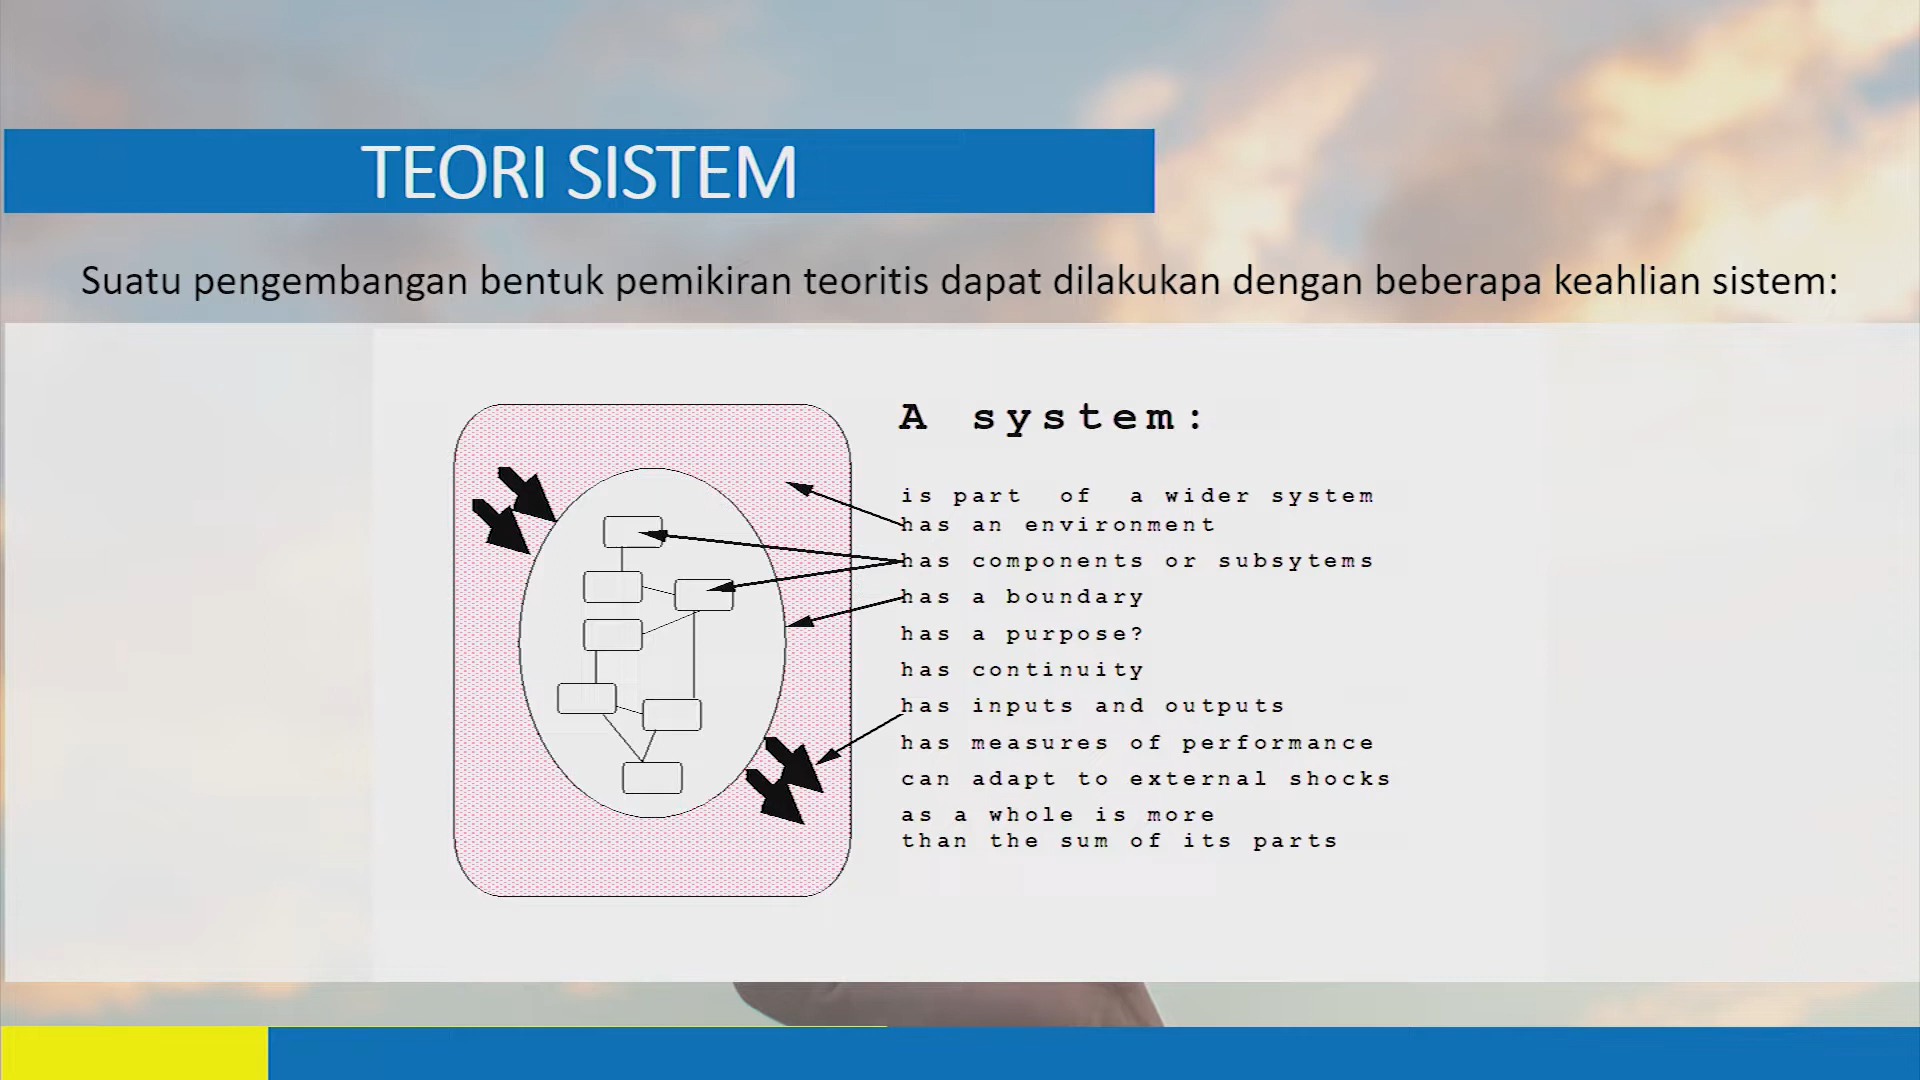 TEORI SISTEM
Suatu pengembangan bentuk pemikiran teoritis dapat dilakukan dengan beberapa keahlian sistem:
A system:
is part of a wider system
has an environment
has components or subsytems
has a boundary
has a purpose?
has continuity
has inputs and outputs
has measures of performance
can adapt to external shocks
as a whole is more
than the sum of its parts